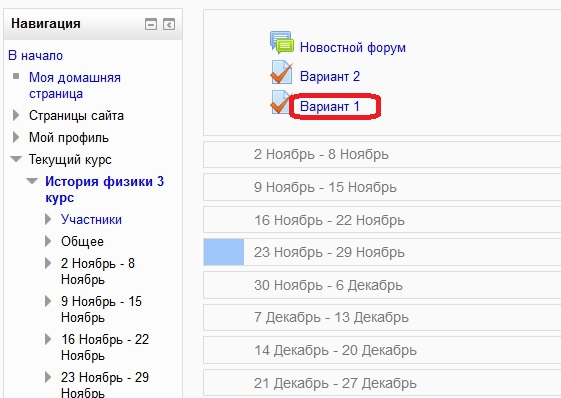 Навигация
В начало
Моя домашняя
страница
Страницы сайта
Мой профиль
Текущий курс
История физики 3
курс
Участники
Общее
2 Ноябрь - 8
Ноябрь
9 Ноябрь - 15
Ноябрь
16 Ноябрь - 22
Ноябрь
23 Ноябрь - 29
Ноябрь
Новостной форум
Вариант 2
Вариант 1
2 Ноябрь - 8 Ноябрь
9 Ноябрь - 15 Ноябрь
16 Ноябрь - 22 Ноябрь
23 Ноябрь - 29 Ноябрь
30 Ноябрь - 6 Декабрь
7 Декабрь - 13 Декабрь
14 Декабрь - 20 Декабрь
21 Декабрь - 27 Декабрь